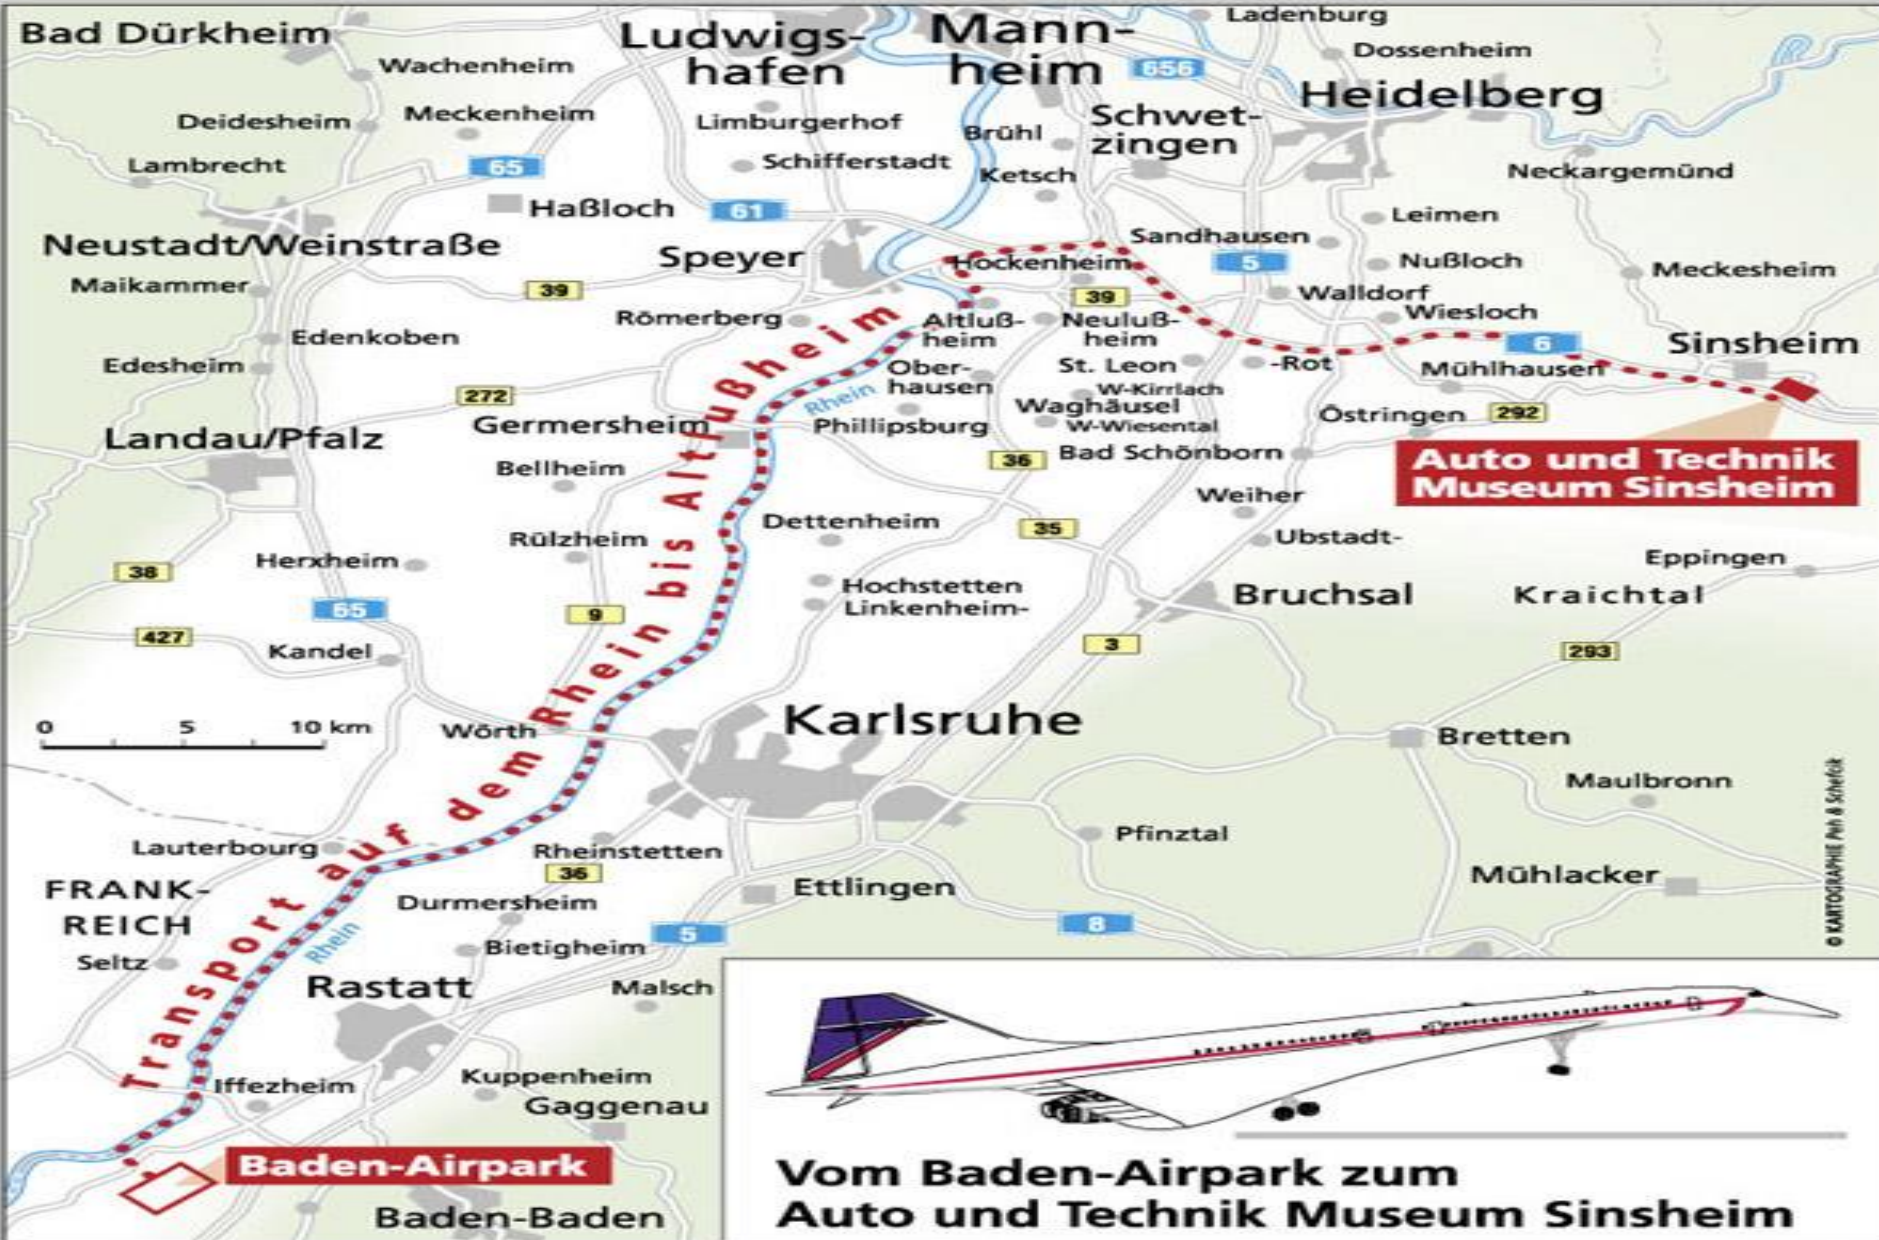 Bad Dürkheim
Ludwigs-
hafen
Mann-
heim
Ladenburg
656
Dossenheim
Wachenheim
Heidelberg
Meckenheim
Deidesheim
Limburgerhof
Brühl
Schwet-
zingen
Lambrecht
65
Schifferstadt
Ketsch
Neckargemünd
Haßloch
61
Leimen
Neustadt/Weinstraße
Speyer
Sandhausen
Hockenheim
5
Nußloch
Meckesheim
Maikammer
39
39
Walldorf
Wiesloch
Römerberg
Altluß-
heim
Neuluß-
heim
Edenkoben
6
Sinsheim
Edesheim
Ober-
hausen
St. Leon
-Rot
Mühlhausen
272
Rhein
W-Kirrlach
Waghäusel
W-Wiesental
Östringen
292
Germersheim
Phillipsburg
Landau/Pfalz
36
Bad Schönborn
Auto und Technik
Museum Sinsheim
Bellheim
Weiher
Dettenheim
35
Rülzheim
Ubstadt-
Herxheim
Eppingen
38
Hochstetten
Linkenheim-
Bruchsal
Kraichtal
65
9
427
Kandel
3
293
Transport auf dem Rhein bis Altlußheim
0 5 10 km
Wörth
Karlsruhe
Bretten
Maulbronn
Lauterbourg
Rheinstetten
Pfinztal
36
FRANK-
REICH
Durmersheim
Ettlingen
Mühlacker
5
8
Rhein
Bietigheim
Seltz
Rastatt
Malsch
Iffezheim
Kuppenheim
Gaggenau
Baden-Airpark
Baden-Baden
© KARTOGRAPHIE Peh & Schefcik
Vom Baden-Airpark zum
Auto und Technik Museum Sinsheim